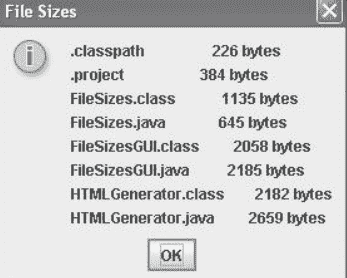 File Sizes
.classpath 226 bytes
.project 384 bytes
FileSizes.class 1135 bytes
FileSizes.java 645 bytes
FileSizesGUI.class 2058 bytes
FileSizesGUI.java 2185 bytes
HTMLGenerator.class 2182 bytes
HTMLGenerator.java 2659 bytes
OK